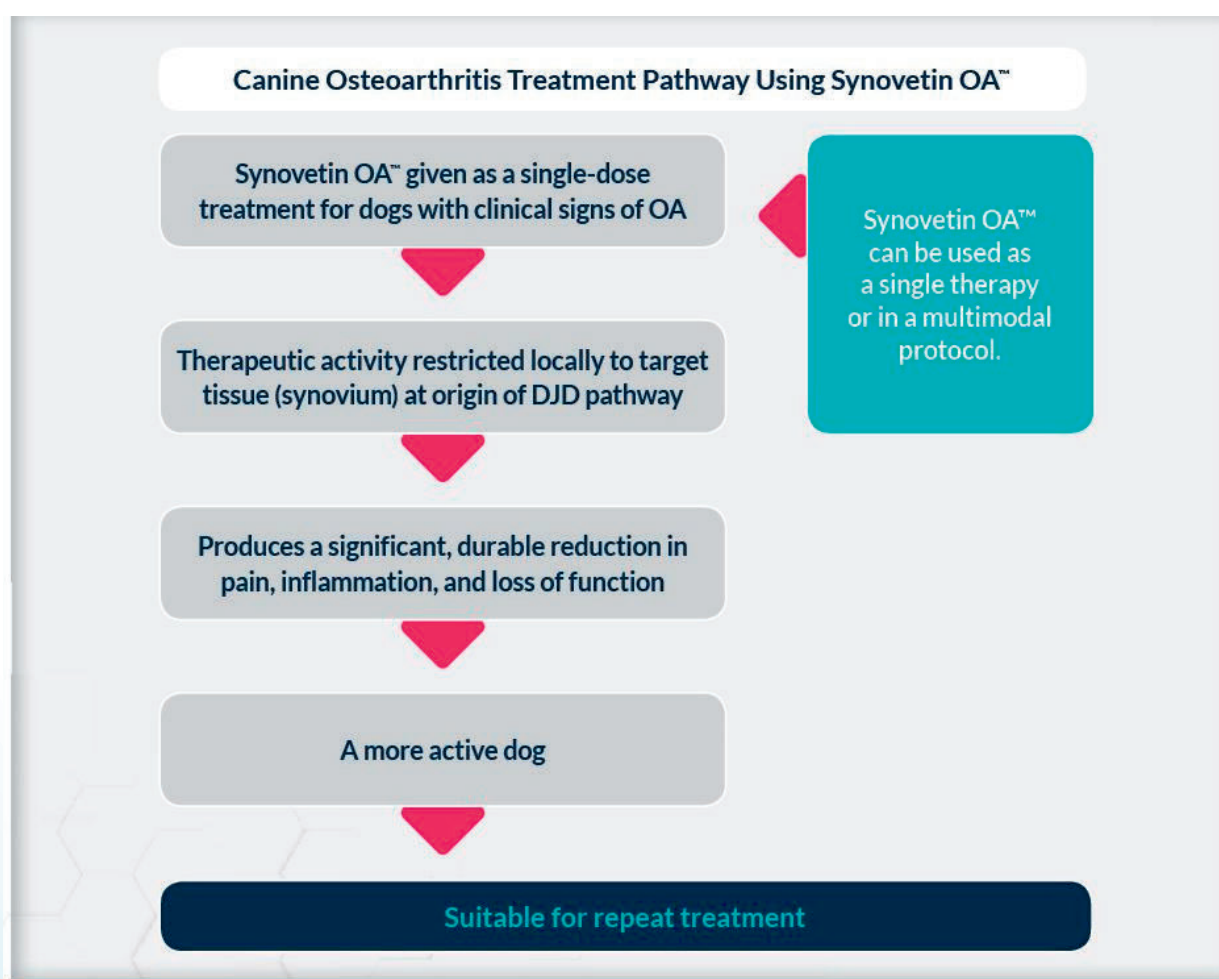 Canine Osteoarthritis Treatment Pathway Using Synovetin OA™
Synovetin OA™ given as a single-dose
treatment for dogs with clinical signs of OA
Synovetin OA™
can be used as
a single therapy
or in a multimodal
protocol.
Therapeutic activity restricted locally to target
tissue (synovium) at origin of DJD pathway
Produces a significant, durable reduction in
pain, inflammation, and loss of function
A more active dog
Suitable for repeat treatment